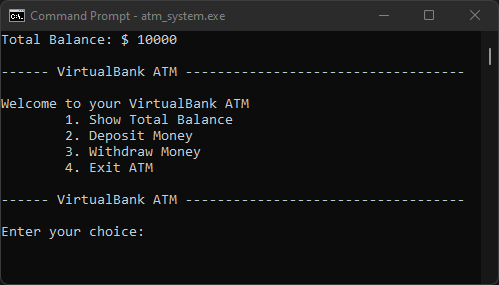 Command Prompt - atm_system.exe
Total Balance: $ 10000
------ VirtualBank ATM -----------------------------------
Welcome to your VirtualBank ATM
1. Show Total Balance
2. Deposit Money
3. Withdraw Money
4. Exit ATM
------ VirtualBank ATM -----------------------------------
Enter your choice: